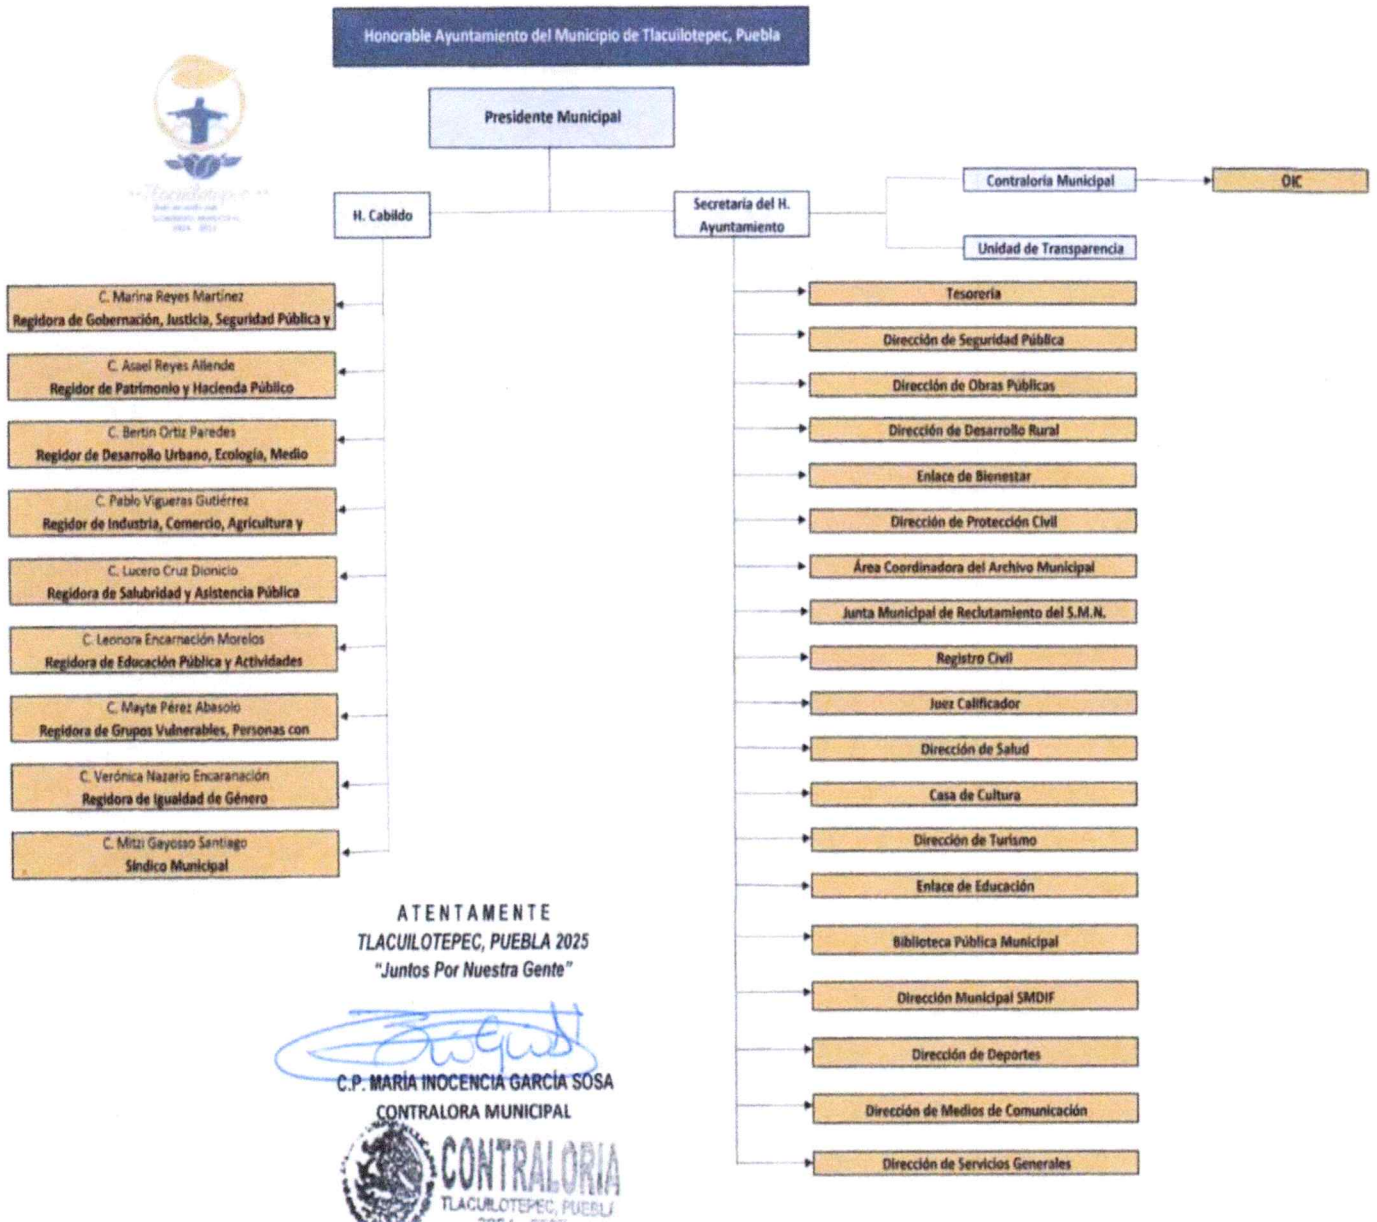 Honorable Ayuntamiento del Municipio de Tlacuilotepec, Puebla
Presidente Municipal
Tlacuilotepec
GOBIERNO MUNICIPAL
H. Cabildo
Secretaría del H.
Ayuntamiento
Contraloría Municipal
OIC
Unidad de Transparencia
C. Marina Reyes Martínez
Regidora de Gobernación, Justicia, Seguridad Pública y
C. Asael Reyes Allende
Regidor de Patrimonio y Hacienda Público
C. Bertin Ortiz Paredes
Regidor de Desarrollo Urbano, Ecología, Medio
C. Pablo Vigueras Gutiérrez
Regidor de Industria, Comercio, Agricultura y
C. Lucero Cruz Dionicio
Regidora de Salubridad y Asistencia Pública
C. Leonora Encarnación Morelos
Regidora de Educación Pública y Actividades
C. Mayte Pérez Abasolo
Regidora de Grupos Vulnerables, Personas con
C. Verónica Nazario Encaranación
Regidora de Igualdad de Género
C. Mitzi Gayosso Santiago
Síndico Municipal
Tesorería
Dirección de Seguridad Pública
Dirección de Obras Públicas
Dirección de Desarrollo Rural
Enlace de Bienestar
Dirección de Protección Civil
Área Coordinadora del Archivo Municipal
Junta Municipal de Reclutamiento del S.M.N.
Registro Civil
Juez Calificador
Dirección de Salud
Casa de Cultura
Dirección de Turismo
Enlace de Educación
Biblioteca Pública Municipal
Dirección Municipal SMDIF
Dirección de Deportes
Dirección de Medios de Comunicación
Dirección de Servicios Generales
ATENTAMENTE
TLACUILOTEPEC, PUEBLA 2025
"Juntos Por Nuestra Gente"
C.P. MARÍA INOCENCIA GARCÍA SOSA
CONTRALORA MUNICIPAL
CONTRALORIA
TLACUILOTEPEC, PUEBLA